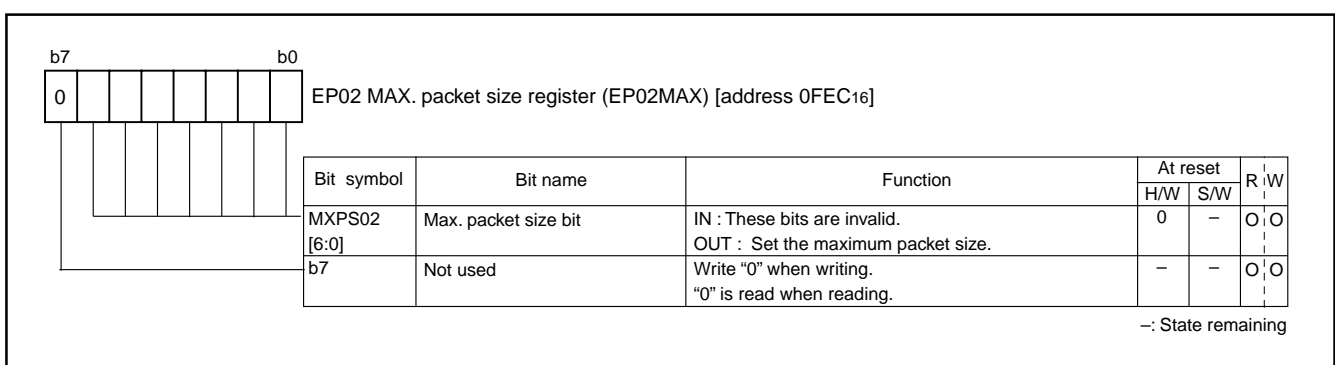 b7 b0
0 EP02 MAX. packet size register (EP02MAX) [address 0FEC16]
Bit symbol Bit name Function At reset R W
H/W S/W
MXPS02 Max. packet size bit IN : These bits are invalid. 0 – O O
[6:0] OUT : Set the maximum packet size.
b7 Not used Write “0” when writing. – – O O
“0” is read when reading.
–: State remaining